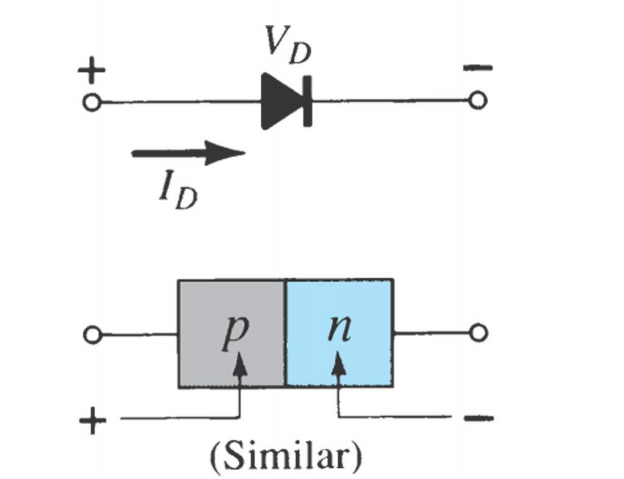 V_D
+ −
I_D
p n
+ −
(Similar)